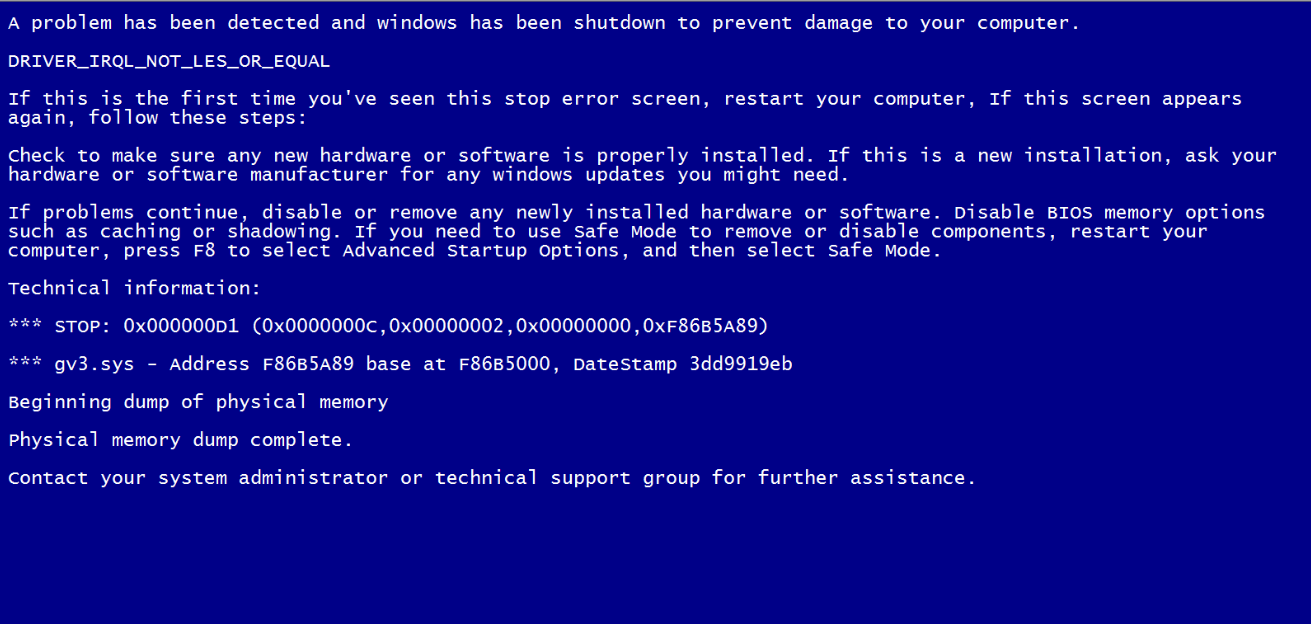 A problem has been detected and windows has been shutdown to prevent damage to your computer.
DRIVER_IRQL_NOT_LES_OR_EQUAL
If this is the first time you've seen this stop error screen, restart your computer, If this screen appears
again, follow these steps:
Check to make sure any new hardware or software is properly installed. If this is a new installation, ask your
hardware or software manufacturer for any windows updates you might need.
If problems continue, disable or remove any newly installed hardware or software. Disable BIOS memory options
such as caching or shadowing. If you need to use Safe Mode to remove or disable components, restart your
computer, press F8 to select Advanced Startup Options, and then select Safe Mode.
Technical information:
*** STOP: 0x000000D1 (0x0000000C,0x00000002,0x00000000,0xF86B5A89)
*** gv3.sys – Address F86B5A89 base at F86B5000, DateStamp 3dd9919eb
Beginning dump of physical memory
Physical memory dump complete.
Contact your system administrator or technical support group for further assistance.